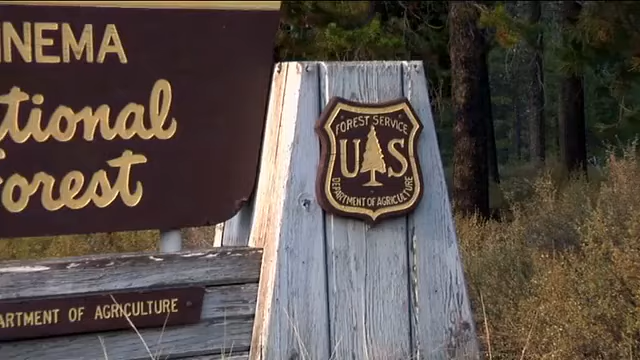 NEMA
tional
orest
ARTMENT OF AGRICULTURE
FOREST SERVICE
U S
DEPARTMENT OF AGRICULTURE